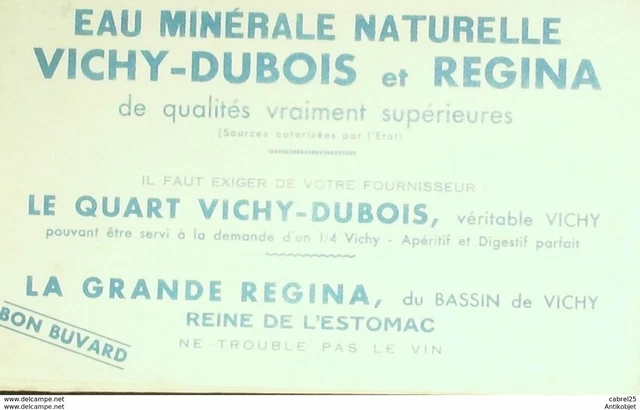 EAU MINÉRALE NATURELLE
VICHY-DUBOIS et REGINA
de qualités vraiment supérieures
(Sources autorisées par l'Etat)
IL FAUT EXIGER DE VOTRE FOURNISSEUR :
LE QUART VICHY-DUBOIS, véritable VICHY
pouvant être servi à la demande d'un 1/4 Vichy - Apéritif et Digestif parfait
LA GRANDE REGINA, du BASSIN de VICHY
REINE DE L'ESTOMAC
NE TROUBLE PAS LE VIN
BON BUVARD
www.delcampe.net
cabrel25
Antikobjet